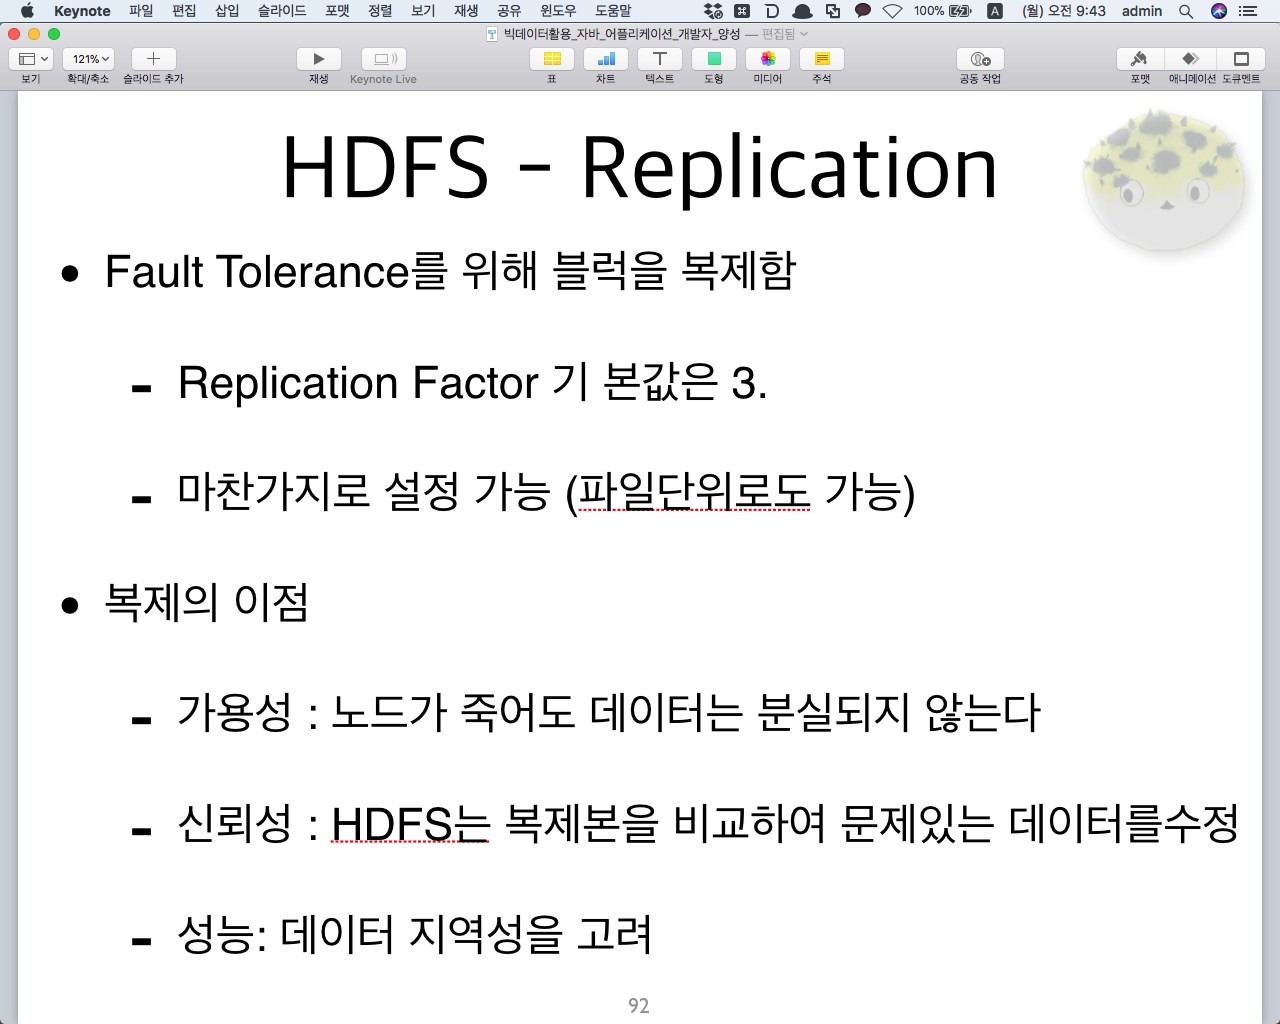 Keynote 파일 편집 삽입 슬라이드 포맷 정렬 보기 재생 공유 윈도우 도움말 100% A (월) 오전 9:43 admin
빅데이터활용_자바_어플리케이션_개발자_양성 — 편집됨
121%
보기 확대/축소 슬라이드 추가 재생 Keynote Live 표 차트 텍스트 도형 미디어 주석 공동 작업 포맷 애니메이션 도큐멘트
HDFS - Replication
• Fault Tolerance를 위해 블럭을 복제함
- Replication Factor 기 본값은 3.
- 마찬가지로 설정 가능 (파일단위로도 가능)
• 복제의 이점
- 가용성 : 노드가 죽어도 데이터는 분실되지 않는다
- 신뢰성 : HDFS는 복제본을 비교하여 문제있는 데이터를수정
- 성능: 데이터 지역성을 고려
92